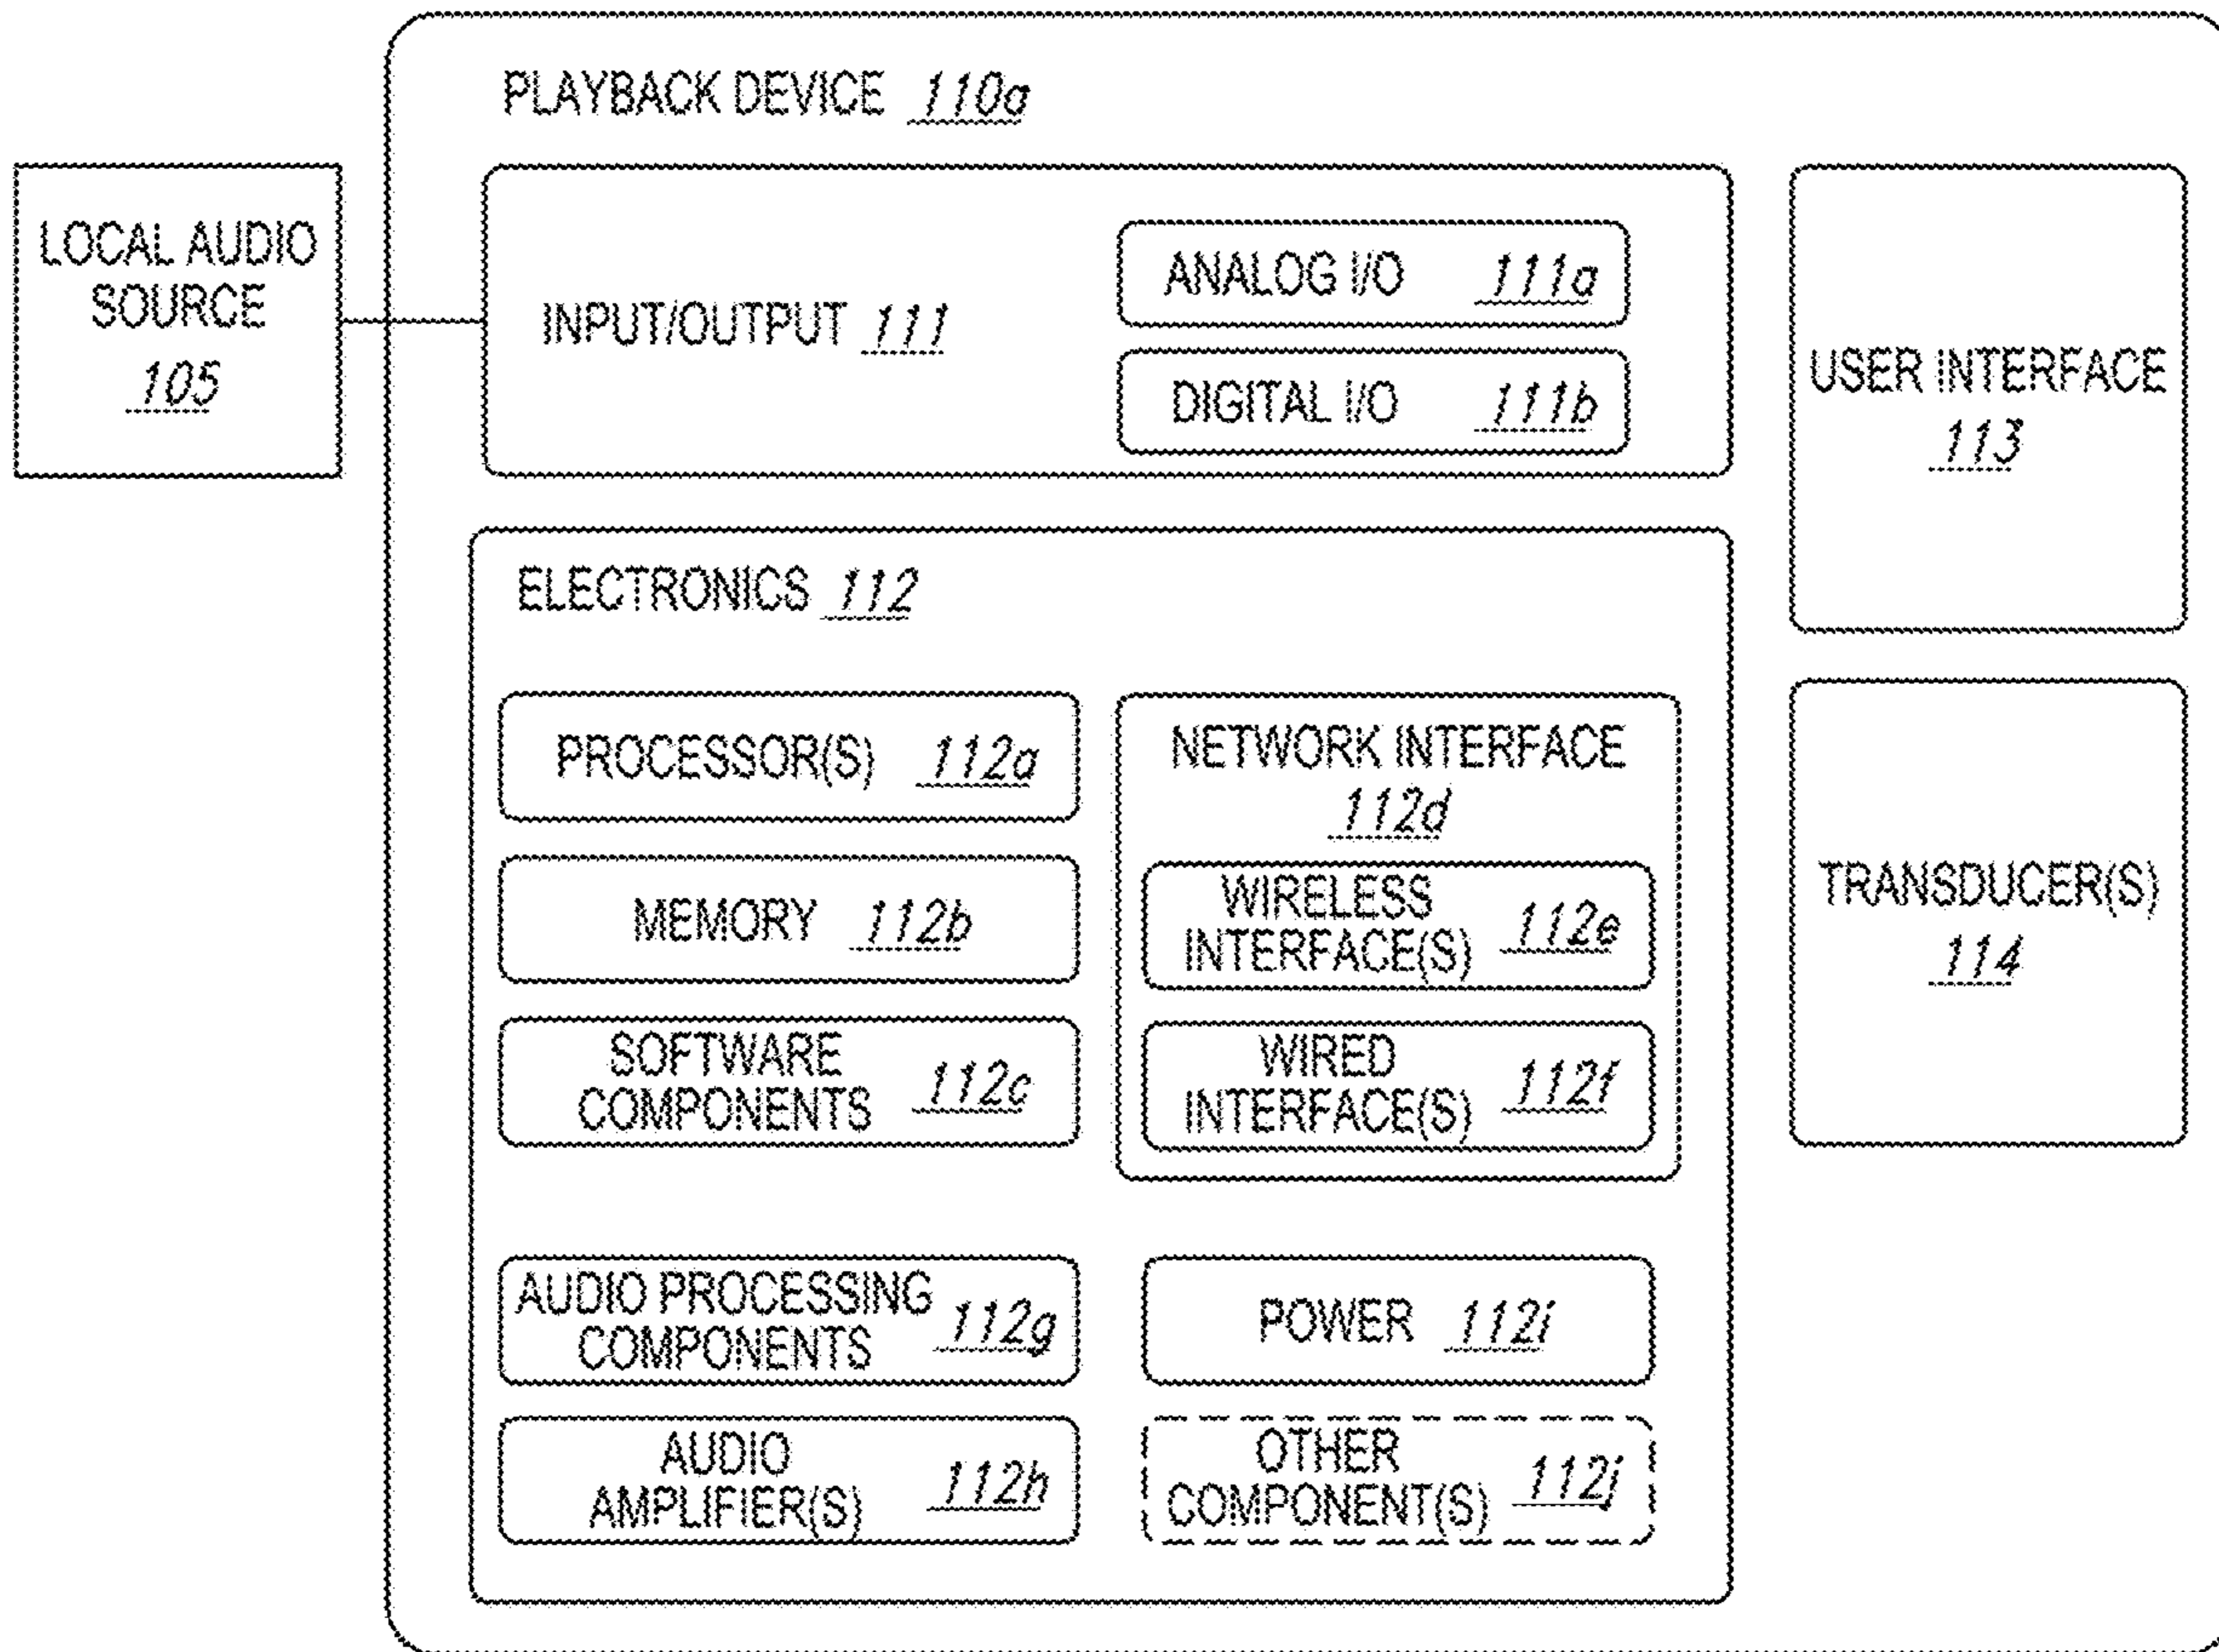 PLAYBACK DEVICE 110a
LOCAL AUDIO
SOURCE
105
INPUT/OUTPUT 111
ANALOG I/O 111a
DIGITAL I/O 111b
USER INTERFACE
113
ELECTRONICS 112
PROCESSOR(S) 112a
MEMORY 112b
SOFTWARE
COMPONENTS 112c
NETWORK INTERFACE
112d
WIRELESS
INTERFACE(S) 112e
WIRED
INTERFACE(S) 112f
TRANSDUCER(S)
114
AUDIO PROCESSING
COMPONENTS 112g
POWER 112i
AUDIO
AMPLIFIER(S) 112h
OTHER
COMPONENT(S) 112j